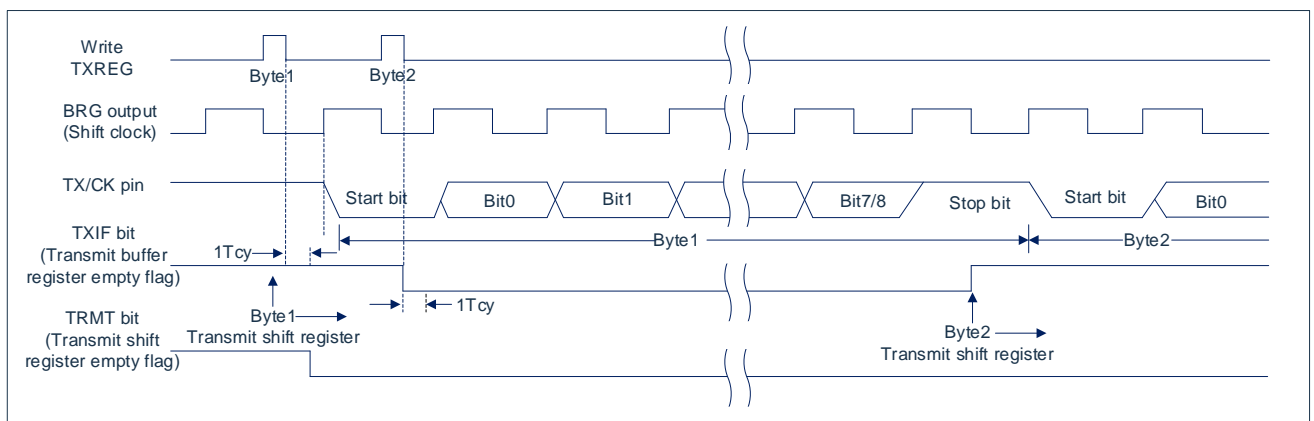 Write
TXREG
Byte1
Byte2
BRG output
(Shift clock)
TX/CK pin
Start bit
Bit0
Bit1
Bit7/8
Stop bit
Start bit
Bit0
TXIF bit
(Transmit buffer
register empty flag)
1Tcy
Byte1
Byte2
1Tcy
Byte1
Transmit shift register
Byte2
Transmit shift register
TRMT bit
(Transmit shift
register empty flag)